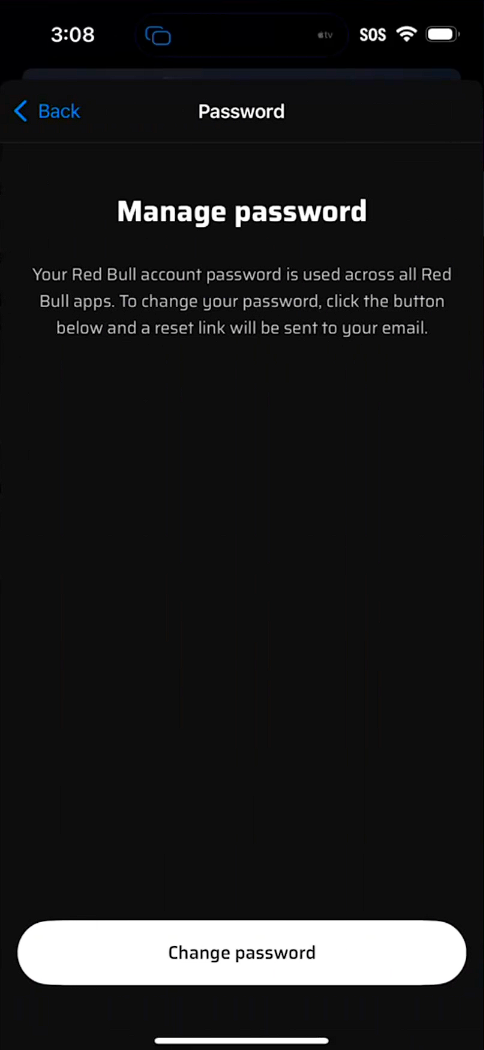 3:08
tv
SOS
Back
Password
Manage password
Your Red Bull account password is used across all Red
Bull apps. To change your password, click the button
below and a reset link will be sent to your email.
Change password